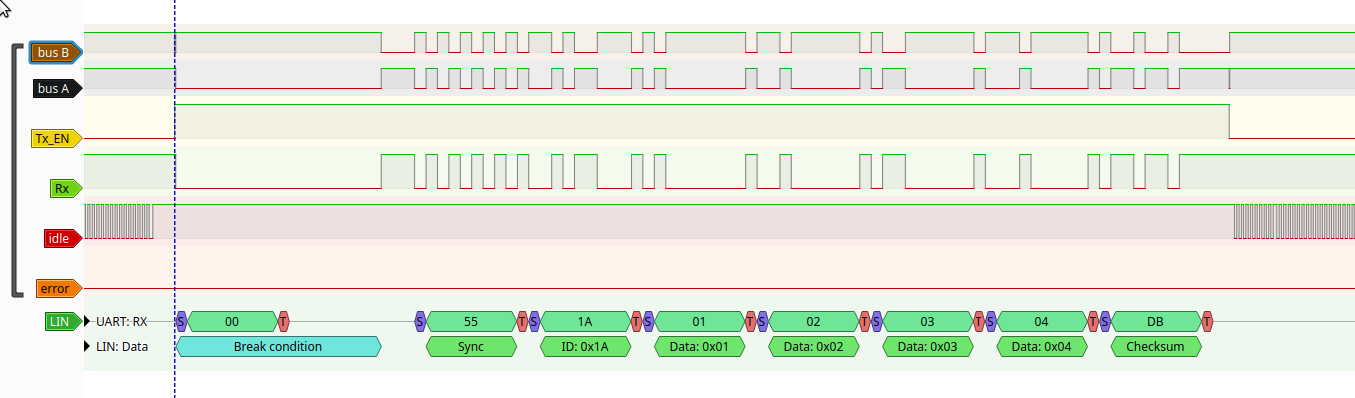 bus B
bus A
Tx_EN
Rx
idle
error
LIN UART: RX S 00 T S 55 T S 1A T S 01 T S 02 T S 03 T S 04 T S DB T
LIN: Data Break condition Sync ID: 0x1A Data: 0x01 Data: 0x02 Data: 0x03 Data: 0x04 Checksum